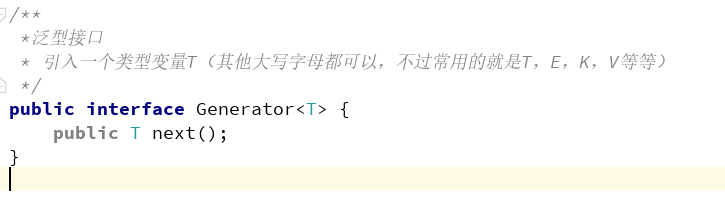 /**
 *泛型接口
 * 引入一个类型变量T（其他大写字母都可以，不过常用的就是T，E，K，V等等）
 */
public interface Generator<T> {
    public T next();
}